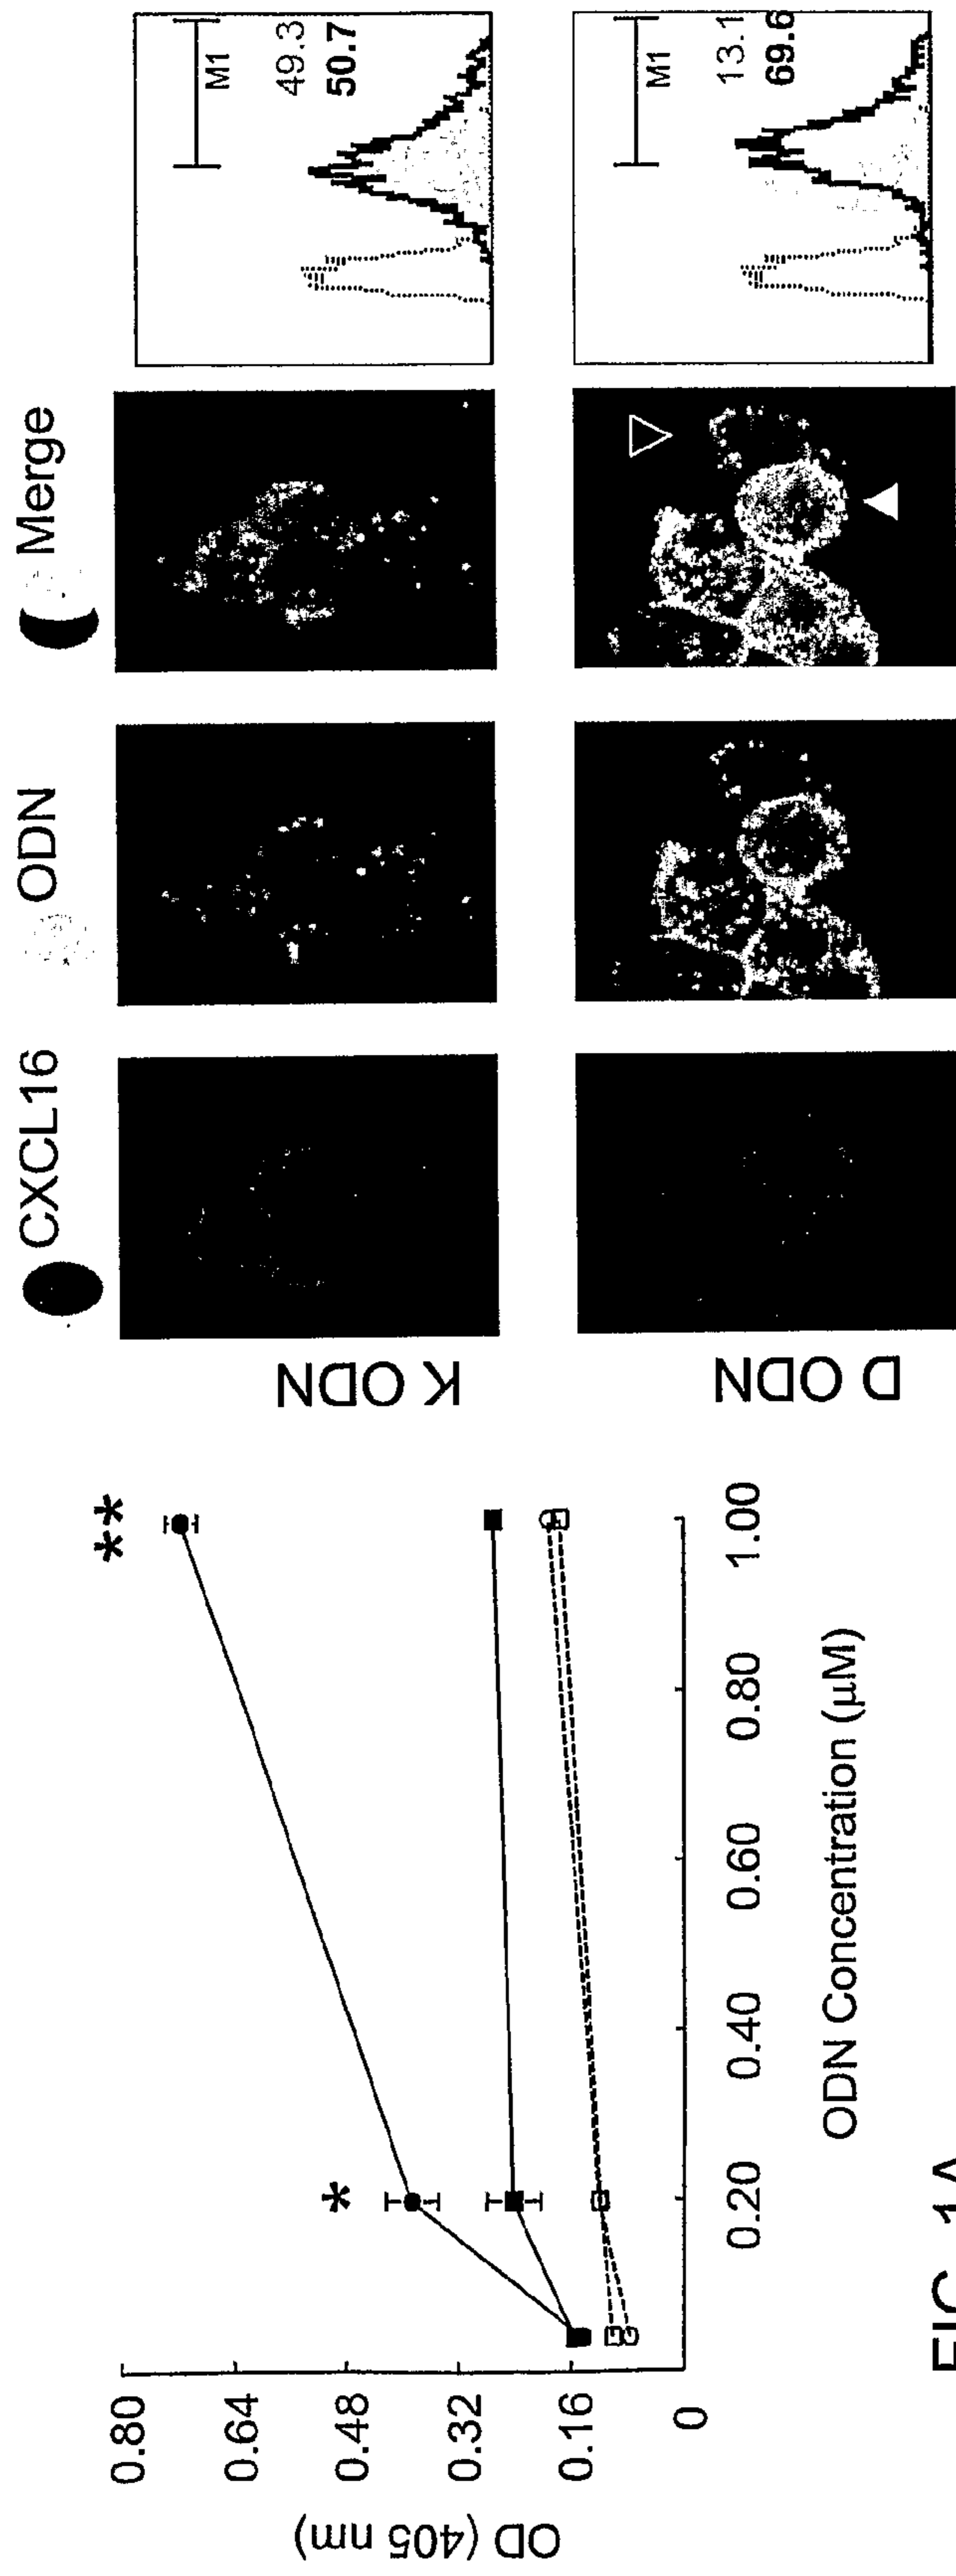 OD (405 nm)
0.80
0.64
0.48
0.32
0.16
0
0.20
0.40
0.60
0.80
1.00
ODN Concentration (µM)
*
**
CXCL16
ODN
Merge
K ODN
D ODN
M1
49.3
50.7
M1
13.1
69.6
FIG. 1A